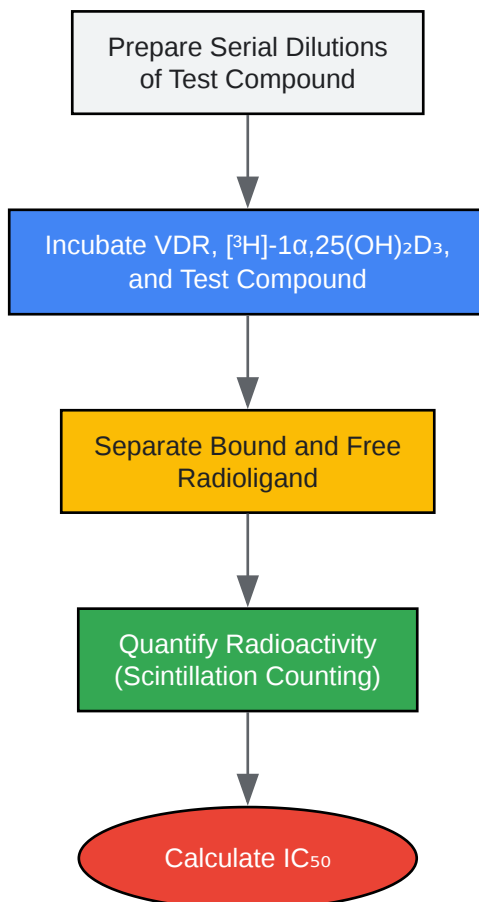 Prepare Serial Dilutions
of Test Compound
Incubate VDR, [³H]-1α,25(OH)₂D₃,
and Test Compound
Separate Bound and Free
Radioligand
Quantify Radioactivity
(Scintillation Counting)
Calculate IC₅₀